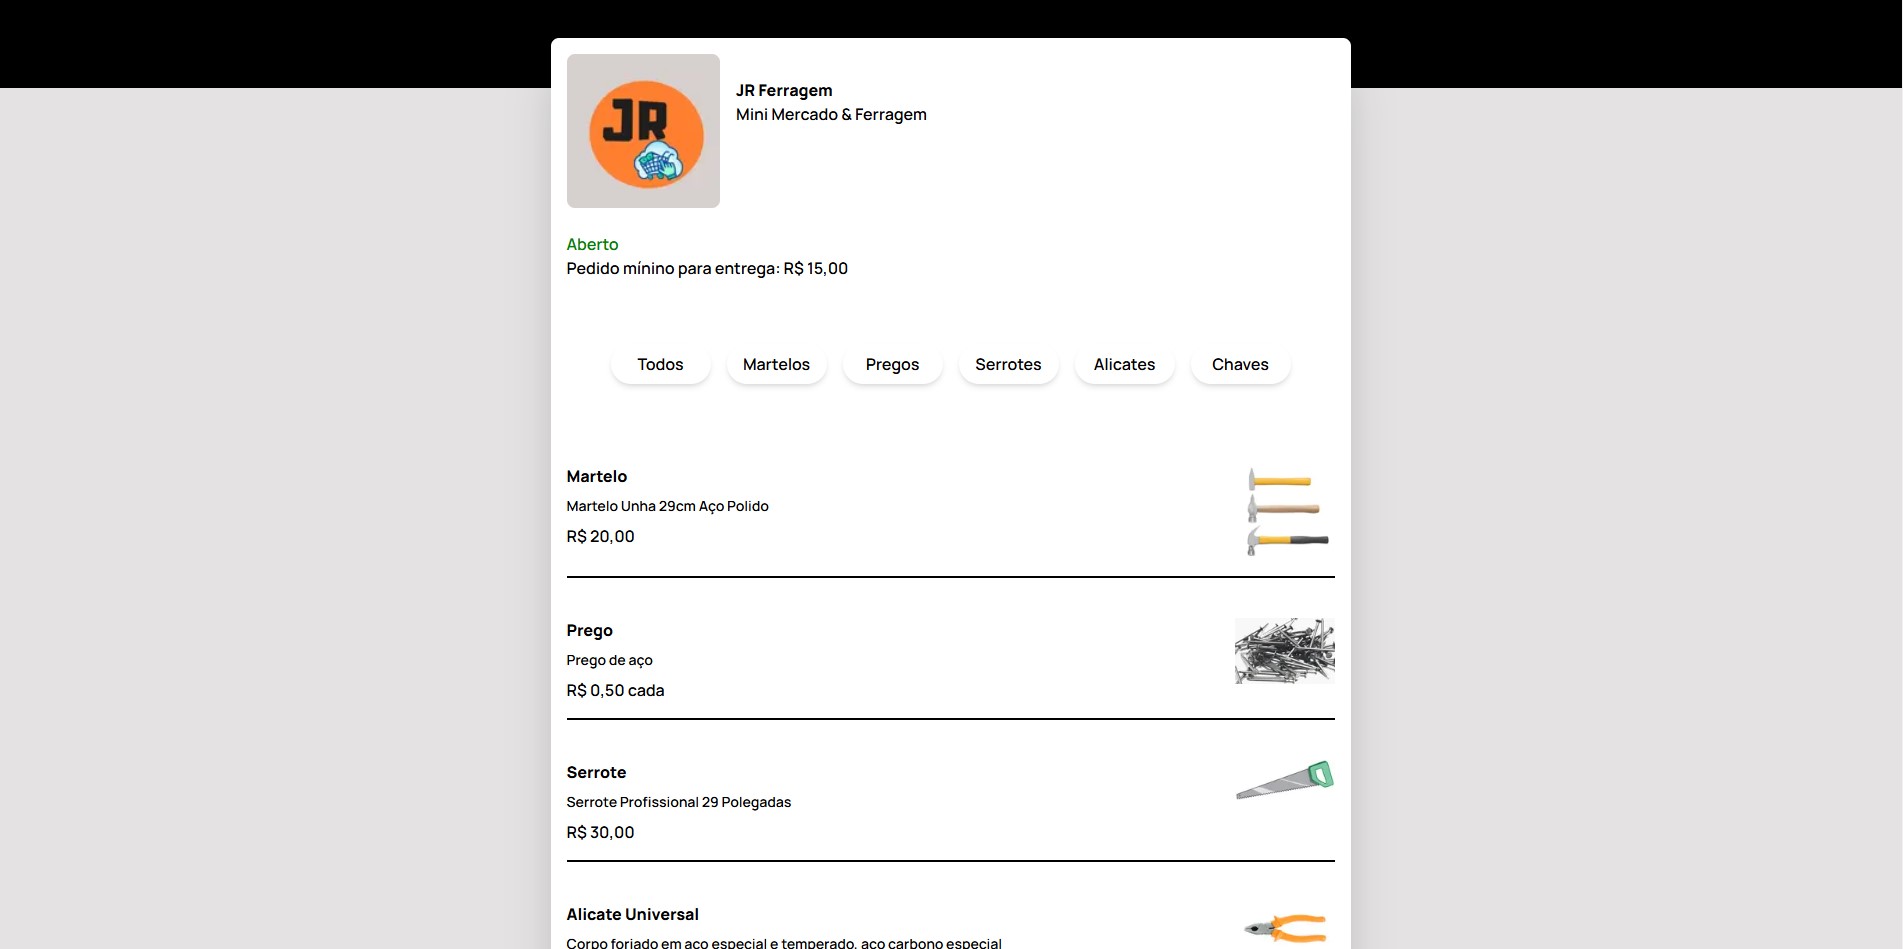 JR
JR Ferragem
Mini Mercado & Ferragem
Aberto
Pedido mínino para entrega: R$ 15,00
Todos
Martelos
Pregos
Serrotes
Alicates
Chaves
Martelo
Martelo Unha 29cm Aço Polido
R$ 20,00
Prego
Prego de aço
R$ 0,50 cada
Serrote
Serrote Profissional 29 Polegadas
R$ 30,00
Alicate Universal
Corpo forjado em aço especial e temperado, aço carbono especial